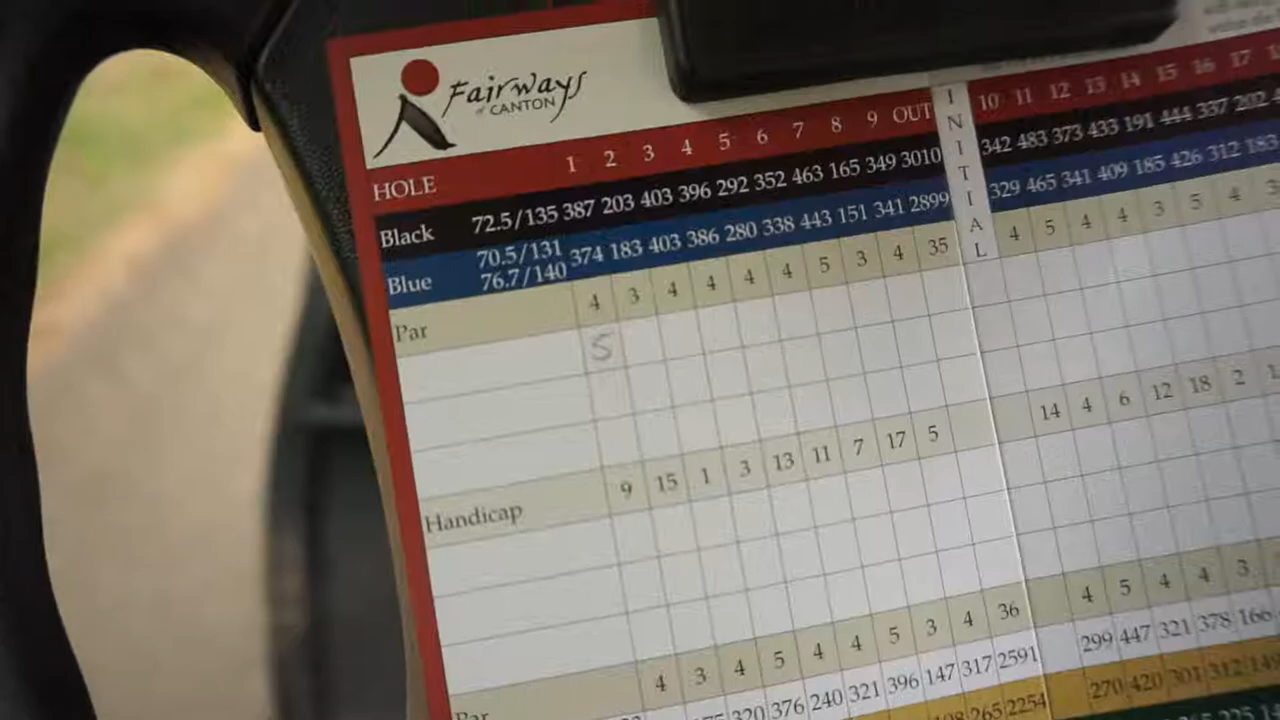 Fairways
of CANTON
HOLE 1 2 3 4 5 6 7 8 9 OUT INITIAL 10 11 12 13 14 15 16 17
Black 72.5/135 387 203 403 396 292 352 463 165 349 3010 342 483 373 433 191 444 337 202
Blue 70.5/131 76.7/140 374 183 403 386 280 338 443 151 341 2899 329 465 341 409 185 426 312 183
Par 4 3 4 4 4 4 5 3 4 35 4 5 4 4 3 5 4 3
5
Handicap 9 15 1 3 13 11 7 17 5 14 4 6 12 18 2
Par 4 3 4 5 4 4 5 3 4 36 4 5 4 4 3
320 376 240 321 396 147 317 2591 299 447 321 378 166
265 2254 270 420 301 312